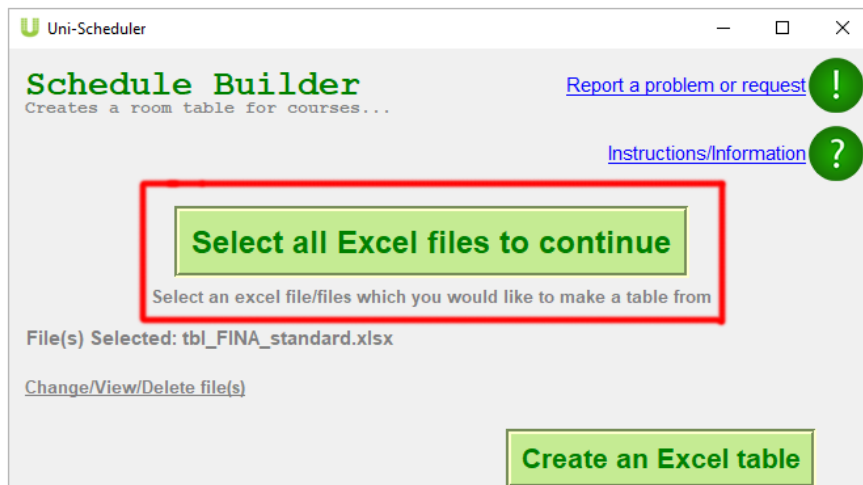 Uni-Scheduler
Schedule Builder
Creates a room table for courses...
Report a problem or request
!
Instructions/Information
?
Select all Excel files to continue
Select an excel file/files which you would like to make a table from
File(s) Selected: tbl_FINA_standard.xlsx
Change/View/Delete file(s)
Create an Excel table